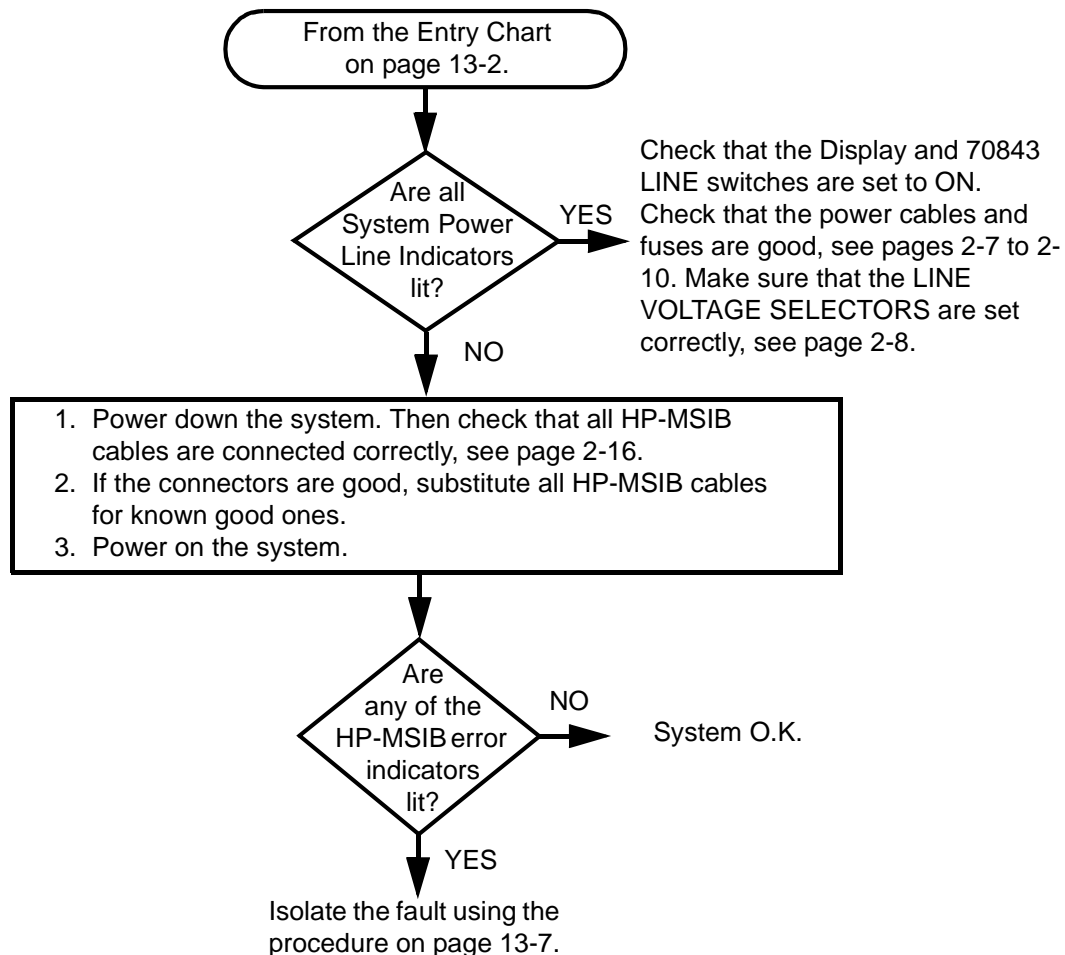 From the Entry Chart
on page 13-2.
Are all
System Power
Line Indicators
lit?
YES
Check that the Display and 70843
LINE switches are set to ON.
Check that the power cables and
fuses are good, see pages 2-7 to 2-
10. Make sure that the LINE
VOLTAGE SELECTORS are set
correctly, see page 2-8.
NO
1. Power down the system. Then check that all HP-MSIB
cables are connected correctly, see page 2-16.
2. If the connectors are good, substitute all HP-MSIB cables
for known good ones.
3. Power on the system.
Are
any of the
HP-MSIB error
indicators
lit?
NO
System O.K.
YES
Isolate the fault using the
procedure on page 13-7.